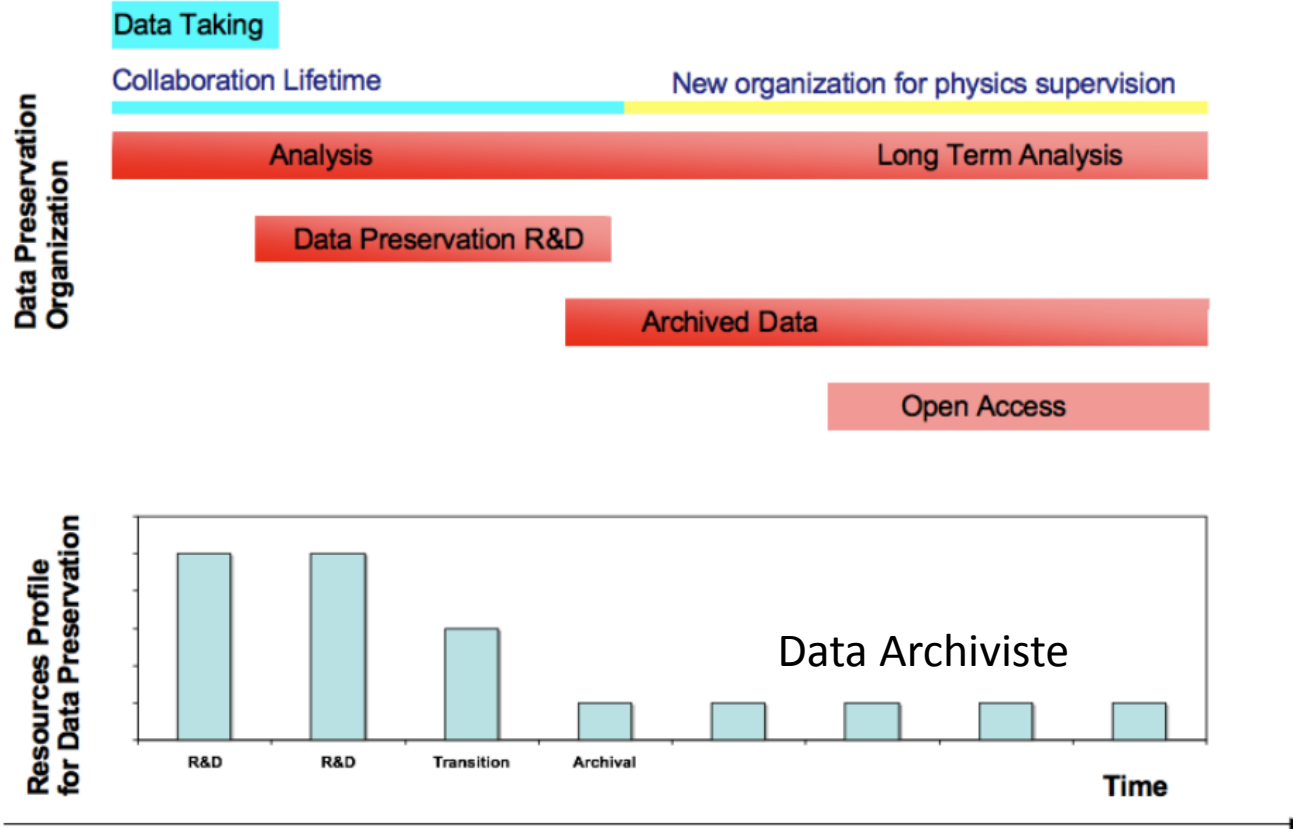 Data Taking
Collaboration Lifetime
New organization for physics supervision
Data Preservation
Organization
Analysis
Long Term Analysis
Data Preservation R&D
Archived Data
Open Access
Resources Profile
for Data Preservation
Data Archiviste
R&D
R&D
Transition
Archival
Time